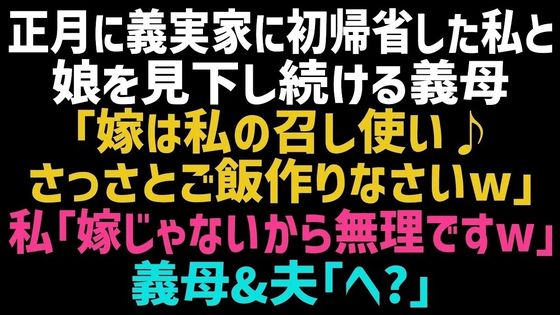 正月に義実家に初帰省した私と
娘を見下し続ける義母
「嫁は私の召し使い♪
さっさとご飯作りなさいw」
私「嫁じゃないから無理ですw」
義母&夫「へ?」